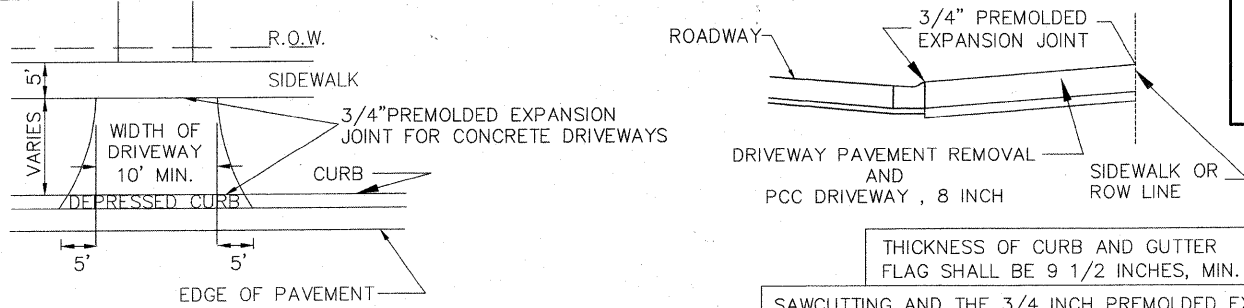 R.O.W.
5'
SIDEWALK
3/4"PREMOLDED EXPANSION
JOINT FOR CONCRETE DRIVEWAYS
VARIES
WIDTH OF
DRIVEWAY
10' MIN.
CURB
DEPRESSED CURB
5'
5'
EDGE OF PAVEMENT
ROADWAY
3/4" PREMOLDED
EXPANSION JOINT
DRIVEWAY PAVEMENT REMOVAL
AND
PCC DRIVEWAY , 8 INCH
SIDEWALK OR
ROW LINE
THICKNESS OF CURB AND GUTTER
FLAG SHALL BE 9 1/2 INCHES, MIN.
SAWCUTTING AND THE 3/4 INCH PREMOLDED